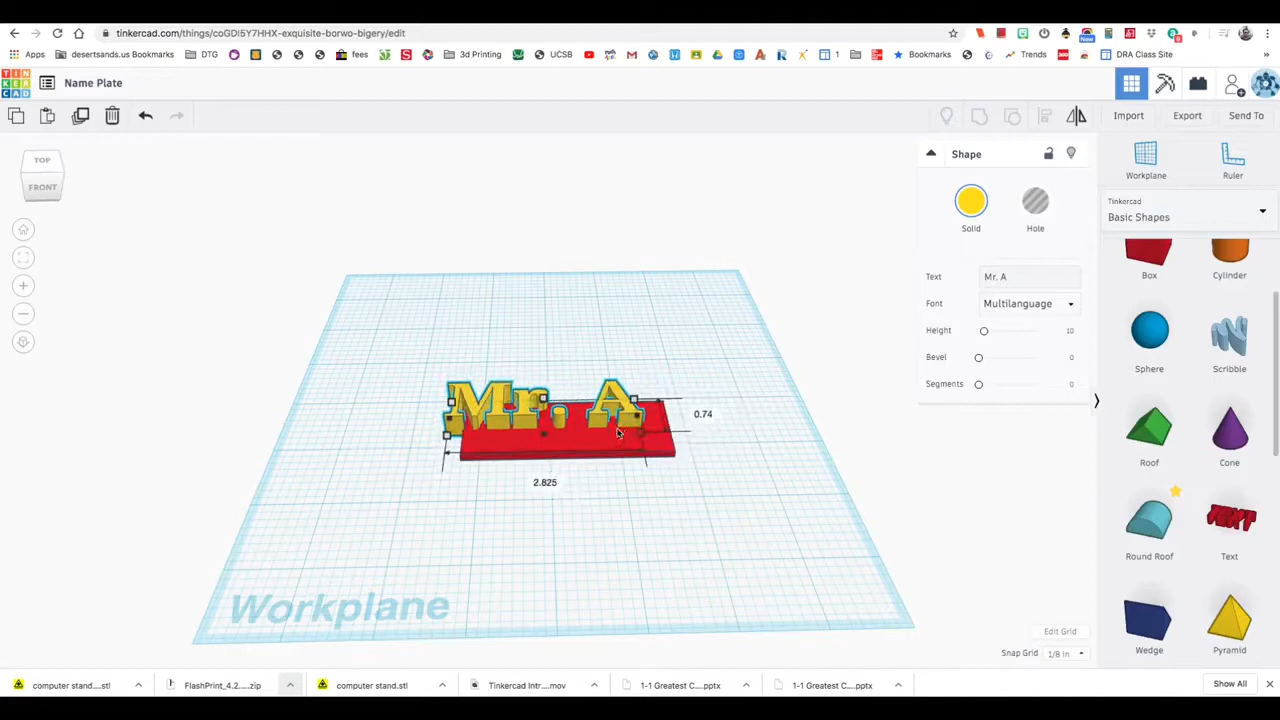 tinkercad.com/things/coGDI5Y7HHX-exquisite-borwo-bigery/edit
Apps
desertsands.us Bookmarks
DTG
fees
3d Printing
UCSB
1
Bookmarks
Trends
DRA Class Site
New
TIN
KER
CAD
Name Plate
Import
Export
Send To
TOP
FRONT
Shape
Solid
Hole
Text
Mr. A
Font
Multilanguage
Height
10
Bevel
0
Segments
0
Workplane
Ruler
Tinkercad
Basic Shapes
Box
Cylinder
Sphere
Scribble
Roof
Cone
Round Roof
TEXT
Text
Wedge
Pyramid
Mr. A
0.74
2.825
Workplane
Edit Grid
Snap Grid
1/8 in
computer stand....stl
FlashPrint_4.2.....zip
computer stand.stl
Tinkercad Intr....mov
1-1 Greatest C....pptx
1-1 Greatest C....pptx
Show All